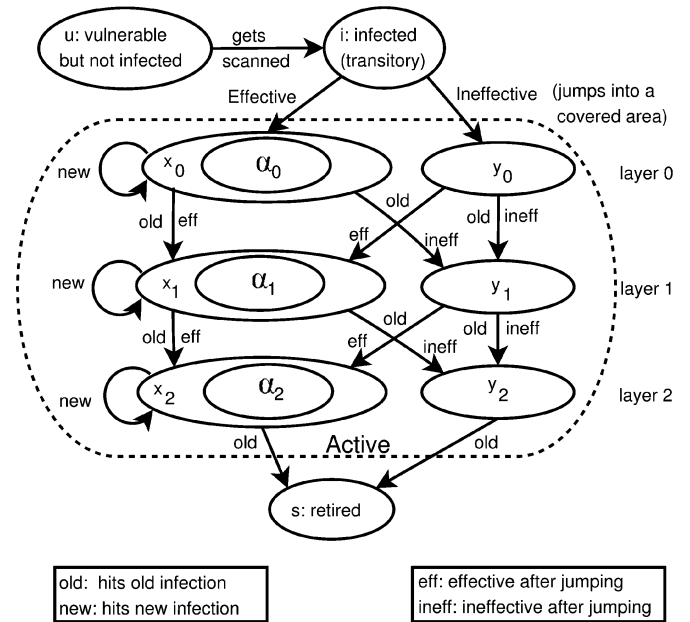 u: vulnerable
but not infected
gets
scanned
i: infected
(transitory)
Effective
Ineffective
(jumps into a
covered area)
new
x0
α0
y0
layer 0
old
eff
old
eff
ineff
old
ineff
new
x1
α1
y1
layer 1
old
eff
old
eff
ineff
old
ineff
new
x2
α2
y2
layer 2
old
Active
old
s: retired
old: hits old infection
new: hits new infection
eff: effective after jumping
ineff: ineffective after jumping